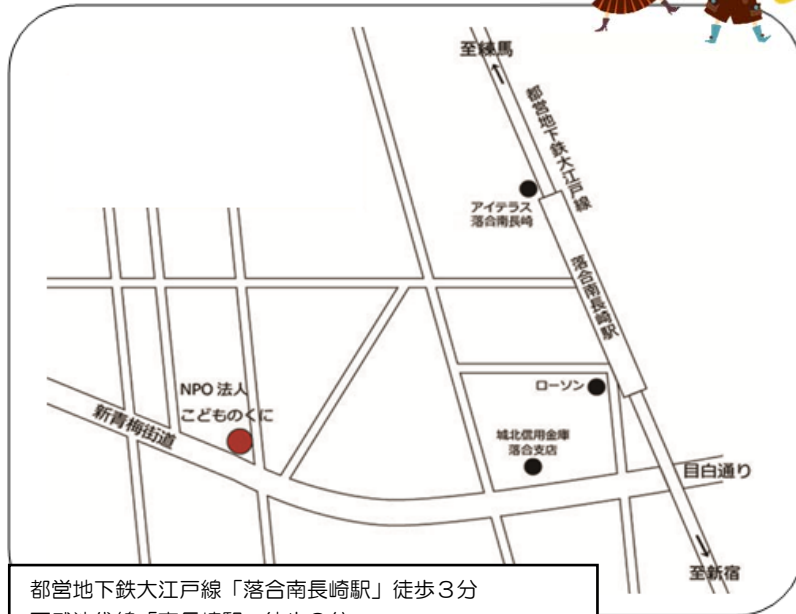 至練馬
都営地下鉄大江戸線
アイテラス
落合南長崎
落合南長崎駅
NPO 法人
こどものくに
ローソン
新青梅街道
城北信用金庫
落合支店
目白通り
至新宿
都営地下鉄大江戸線「落合南長崎駅」徒歩３分